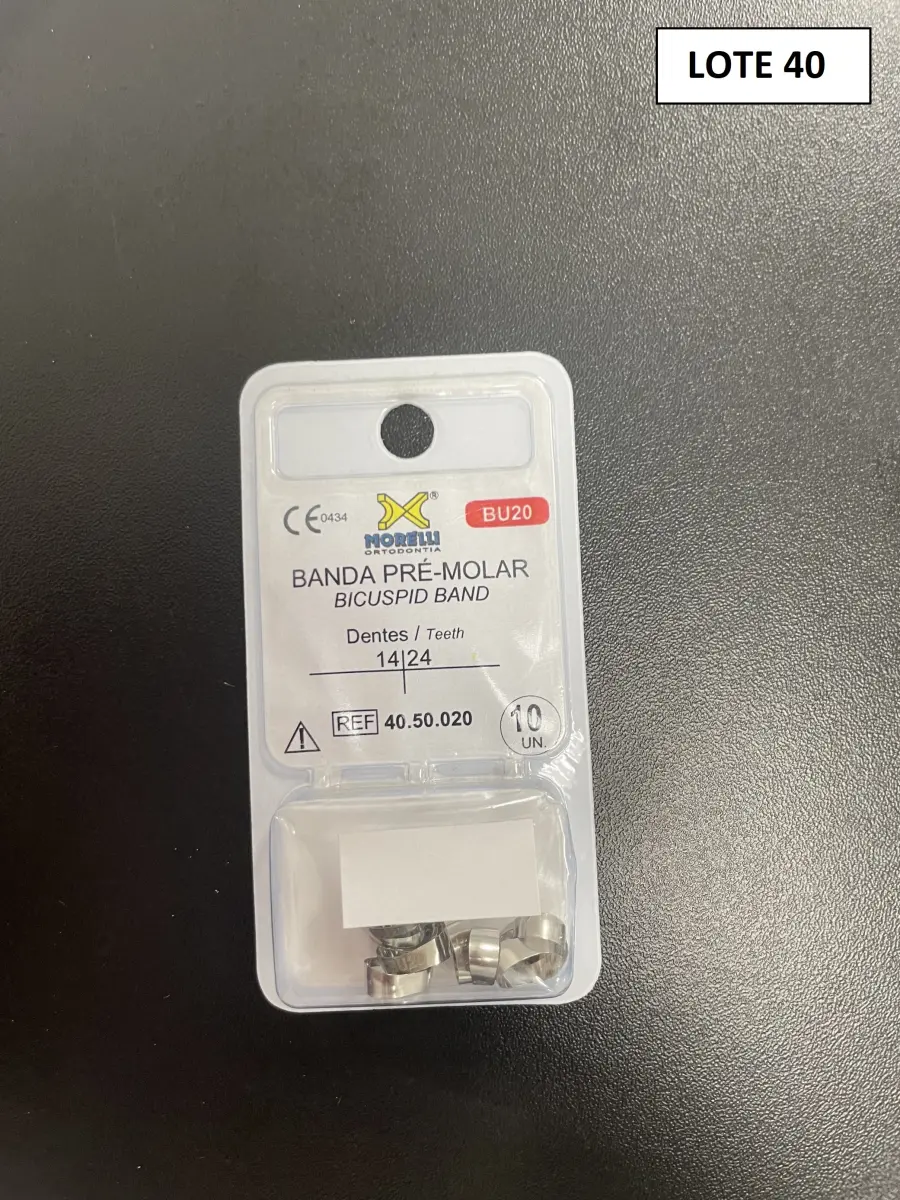 LOTE 40
CE 0434
BU20
MORELLI ®
ORTODONTIA
BANDA PRÉ-MOLAR
BICUSPID BAND
Dentes / Teeth
14|24
REF 40.50.020
10
UN.